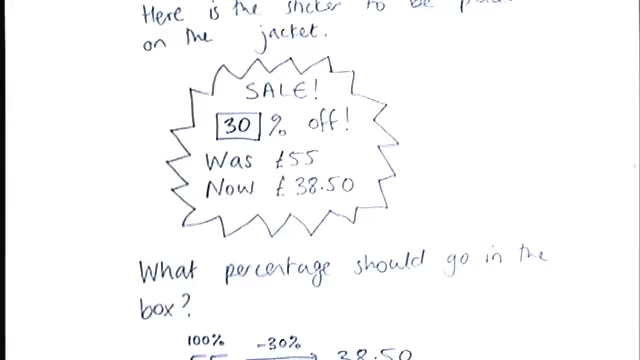 Here is the sticker to be
on the jacket.
SALE!
30 % off!
Was £55
Now £38.50
What percentage should go in the
box?
100% -30%
55 → 38.50